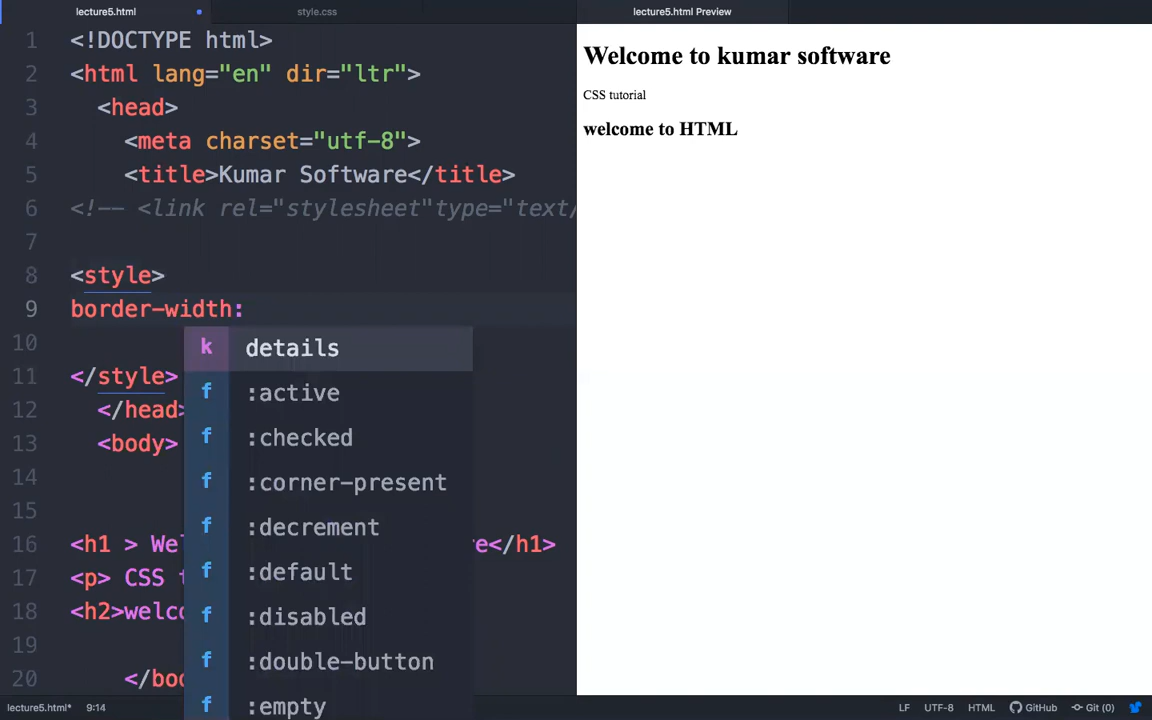 lecture5.html
style.css
lecture5.html Preview
1 <!DOCTYPE html>
2 <html lang="en" dir="ltr">
3 <head>
4 <meta charset="utf-8">
5 <title>Kumar Software</title>
6 <!-- <link rel="stylesheet"type="text/
7
8 <style>
9 border-width:
10
11 </style>
12 </head>
13 <body>
14
15
16 <h1 > We e</h1>
17 <p> CSS t
18 <h2>welco
19
20 </bod
k details
f :active
f :checked
f :corner-present
f :decrement
f :default
f :disabled
f :double-button
f :empty
Welcome to kumar software
CSS tutorial
welcome to HTML
lecture5.html* 9:14
LF UTF-8 HTML GitHub Git (0)